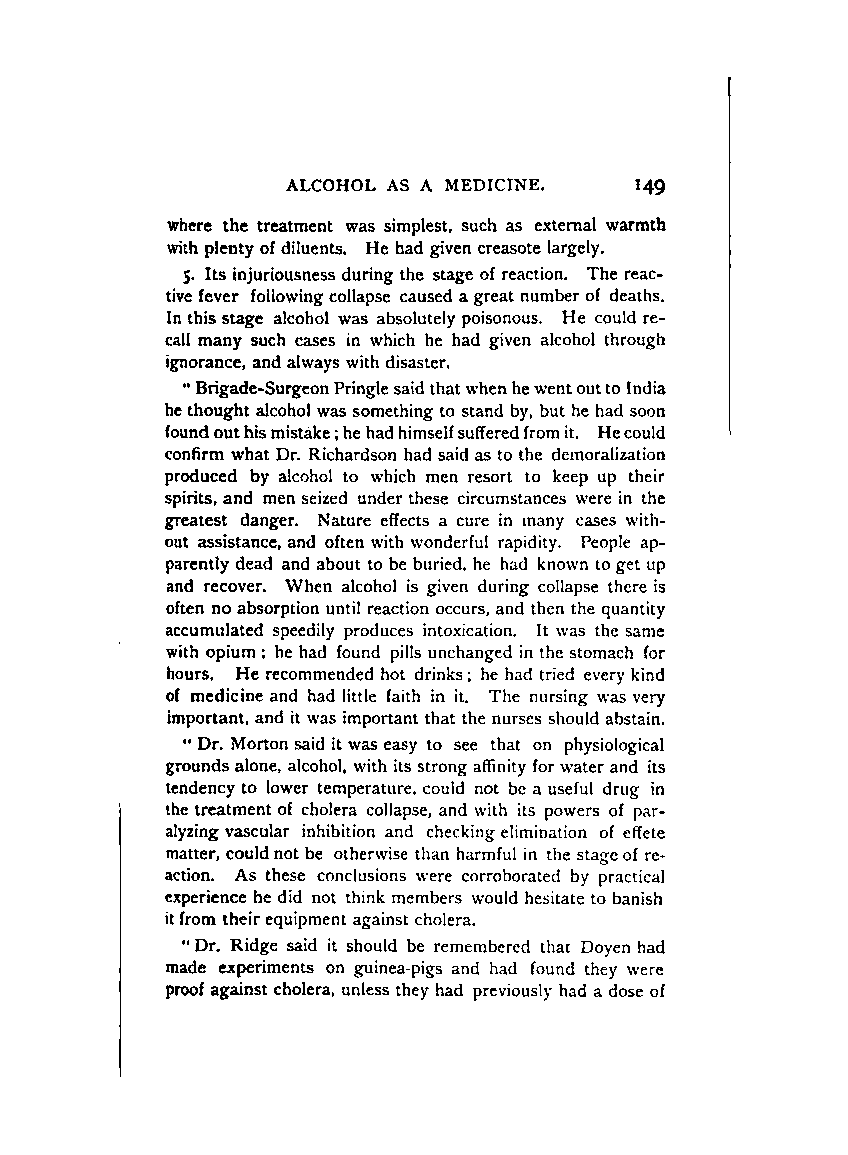 ALCOHOL AS A MEDICINE. 149
where the treatment was simplest, such as external warmth
with plenty of diluents. He had given creasote largely.
5. Its injuriousness during the stage of reaction. The reac-
tive fever following collapse caused a great number of deaths.
In this stage alcohol was absolutely poisonous. He could re-
call many such cases in which he had given alcohol through
ignorance, and always with disaster.
" Brigade-Surgeon Pringle said that when he went out to India
he thought alcohol was something to stand by, but he had soon
found out his mistake ; he had himself suffered from it. He could
confirm what Dr. Richardson had said as to the demoralization
produced by alcohol to which men resort to keep up their
spirits, and men seized under these circumstances were in the
greatest danger. Nature effects a cure in many cases with-
out assistance, and often with wonderful rapidity. People ap-
parently dead and about to be buried, he had known to get up
and recover. When alcohol is given during collapse there is
often no absorption until reaction occurs, and then the quantity
accumulated speedily produces intoxication. It was the same
with opium ; he had found pills unchanged in the stomach for
hours. He recommended hot drinks ; he had tried every kind
of medicine and had little faith in it. The nursing was very
important, and it was important that the nurses should abstain.
" Dr. Morton said it was easy to see that on physiological
grounds alone, alcohol, with its strong affinity for water and its
tendency to lower temperature, could not be a useful drug in
the treatment of cholera collapse, and with its powers of par-
alyzing vascular inhibition and checking elimination of effete
matter, could not be otherwise than harmful in the stage of re-
action. As these conclusions were corroborated by practical
experience he did not think members would hesitate to banish
it from their equipment against cholera.
" Dr. Ridge said it should be remembered that Doyen had
made experiments on guinea-pigs and had found they were
proof against cholera, unless they had previously had a dose of